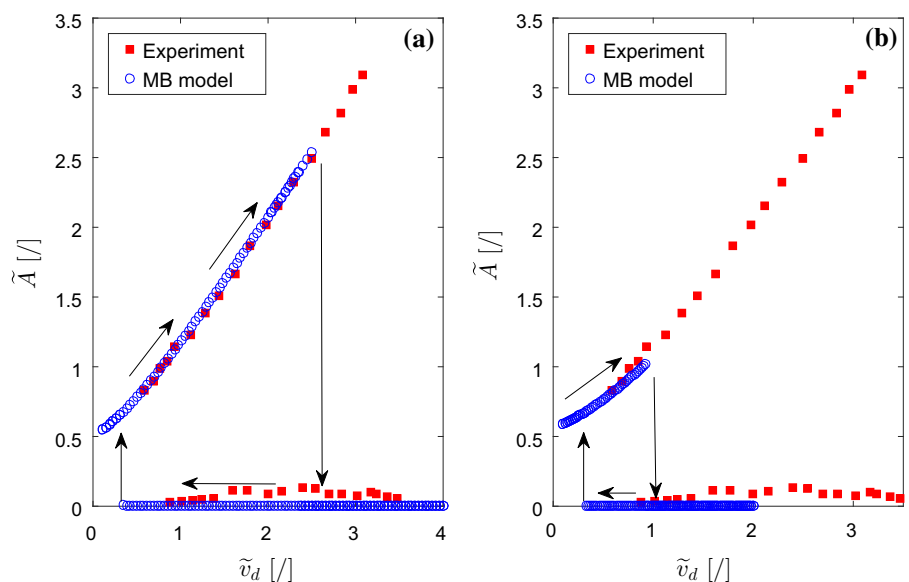 (a)
Experiment
MB model
3.5
3
2.5
2
1.5
1
0.5
0
0 1 2 3 4
Ã [/]
ṽ_d [/]
(b)
Experiment
MB model
3.5
3
2.5
2
1.5
1
0.5
0
0 1 2 3
Ã [/]
ṽ_d [/]